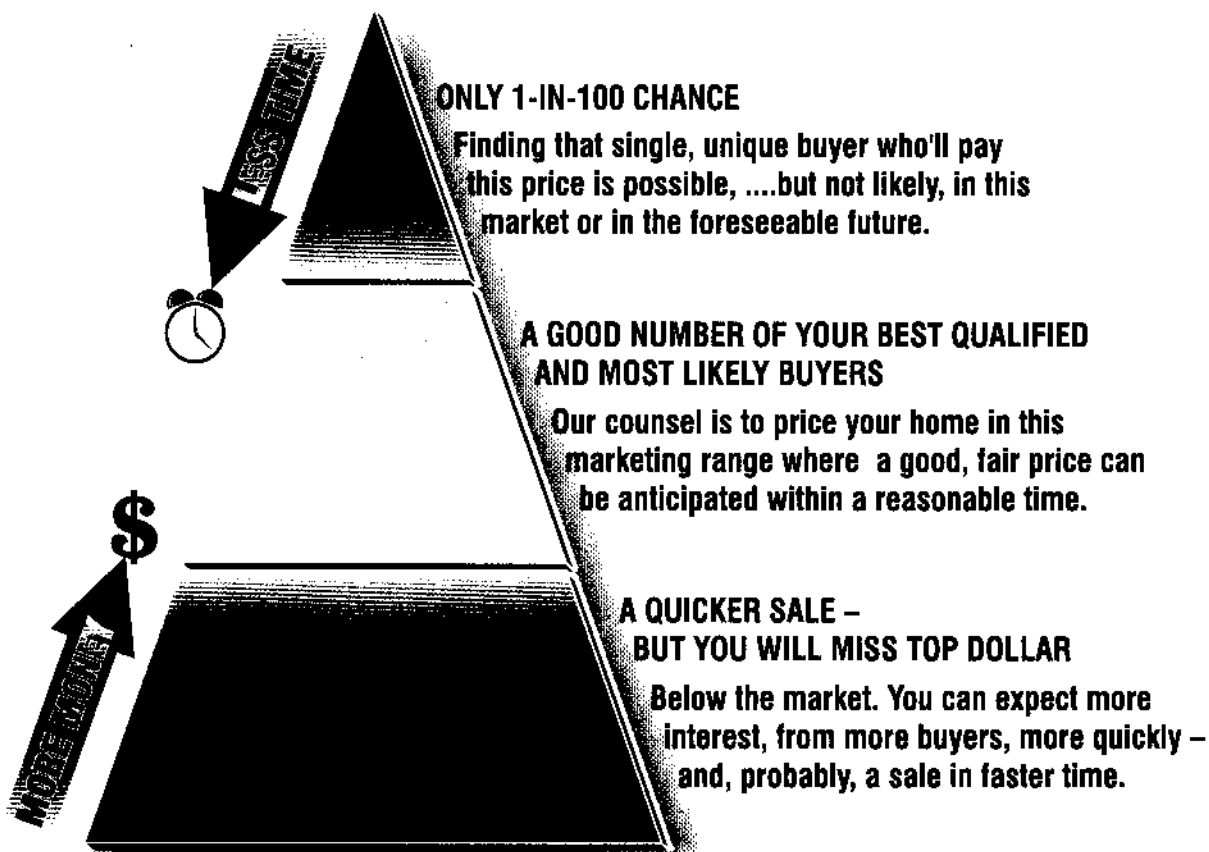 LESS TIME
ONLY 1-IN-100 CHANCE
Finding that single, unique buyer who'll pay
this price is possible, ....but not likely, in this
market or in the foreseeable future.
A GOOD NUMBER OF YOUR BEST QUALIFIED
AND MOST LIKELY BUYERS
Our counsel is to price your home in this
marketing range where a good, fair price can
be anticipated within a reasonable time.
$
MORE MONEY
A QUICKER SALE –
BUT YOU WILL MISS TOP DOLLAR
Below the market. You can expect more
interest, from more buyers, more quickly –
and, probably, a sale in faster time.